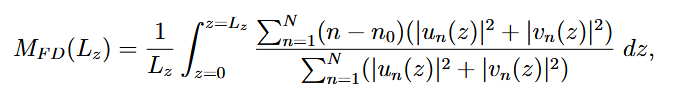 $M_{FD}(L_z) = \frac{1}{L_z} \int_{z=0}^{z=L_z} \frac{\sum_{n=1}^{N} (n - n_0)(|u_n(z)|^2 + |v_n(z)|^2)}{\sum_{n=1}^{N} (|u_n(z)|^2 + |v_n(z)|^2)} \, dz,$